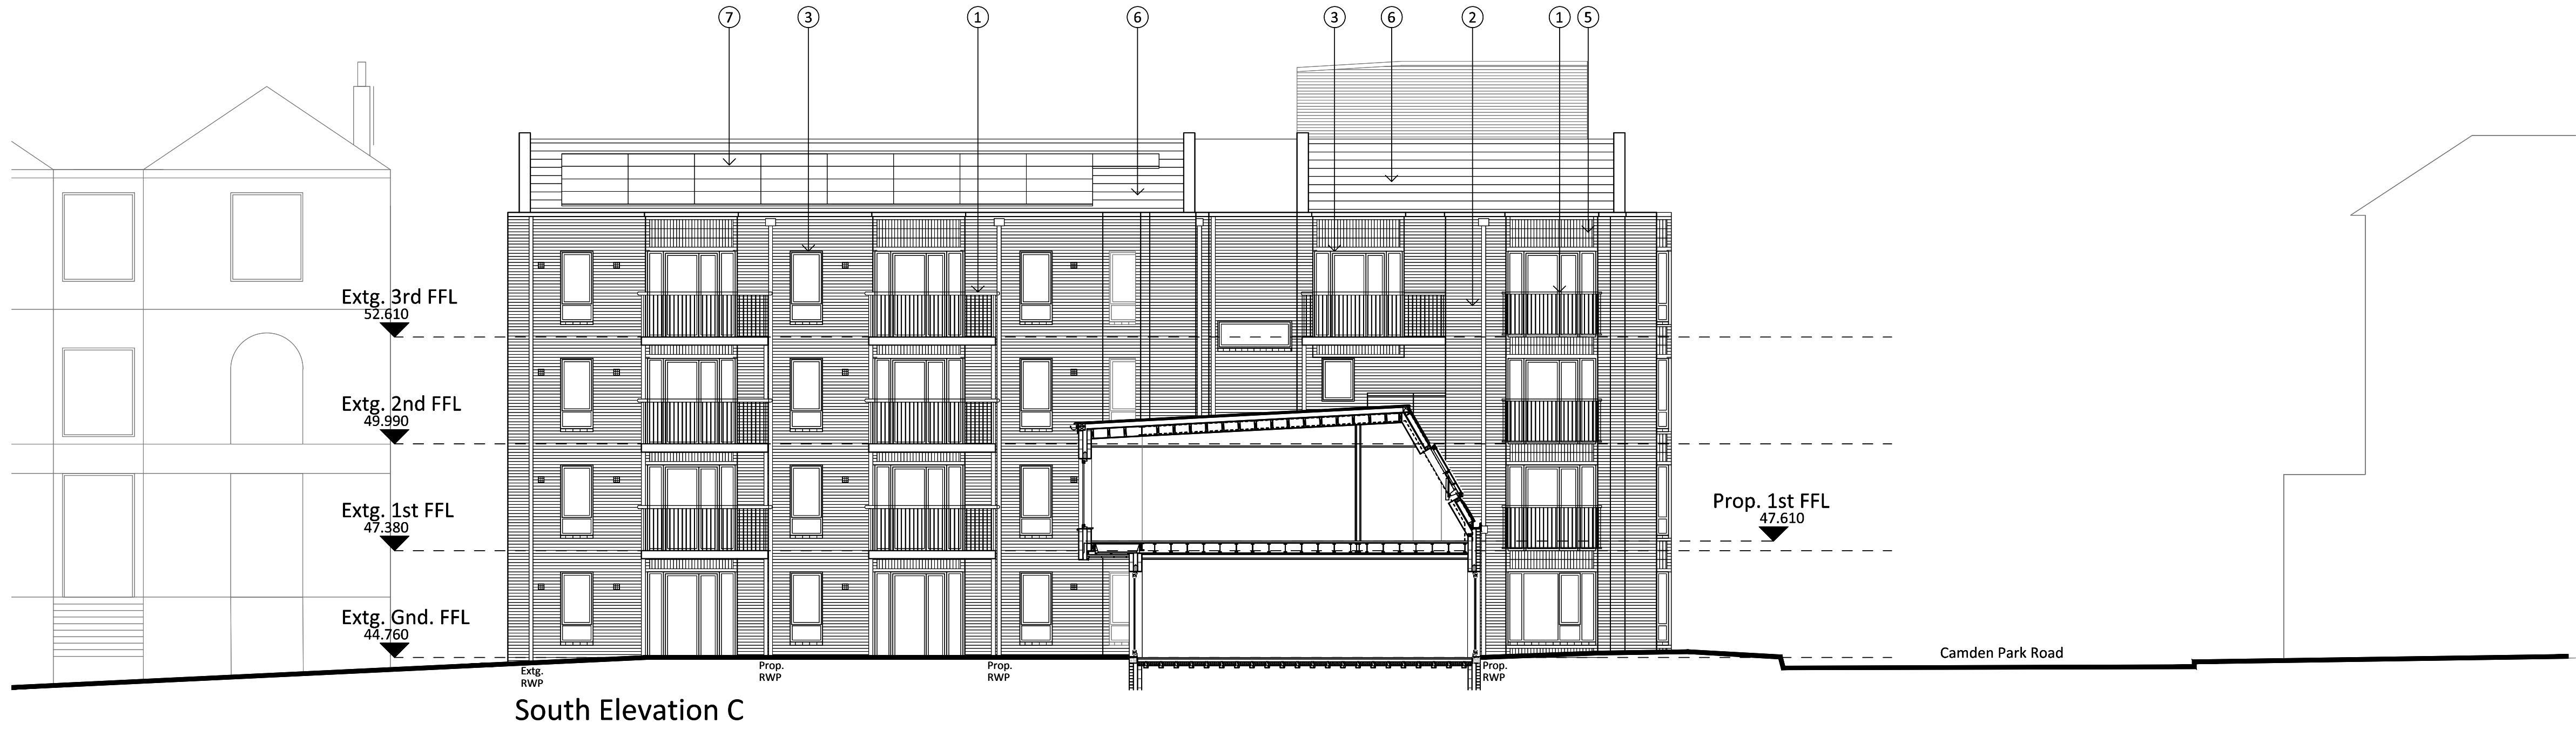 7 3 1 6 3 6 2 1 5
Extg. 3rd FFL
52.610
Extg. 2nd FFL
49.990
Extg. 1st FFL
47.380
Prop. 1st FFL
47.610
Extg. Gnd. FFL
44.760
Camden Park Road
Extg.
RWP
Prop.
RWP
Prop.
RWP
Prop.
RWP
South Elevation C